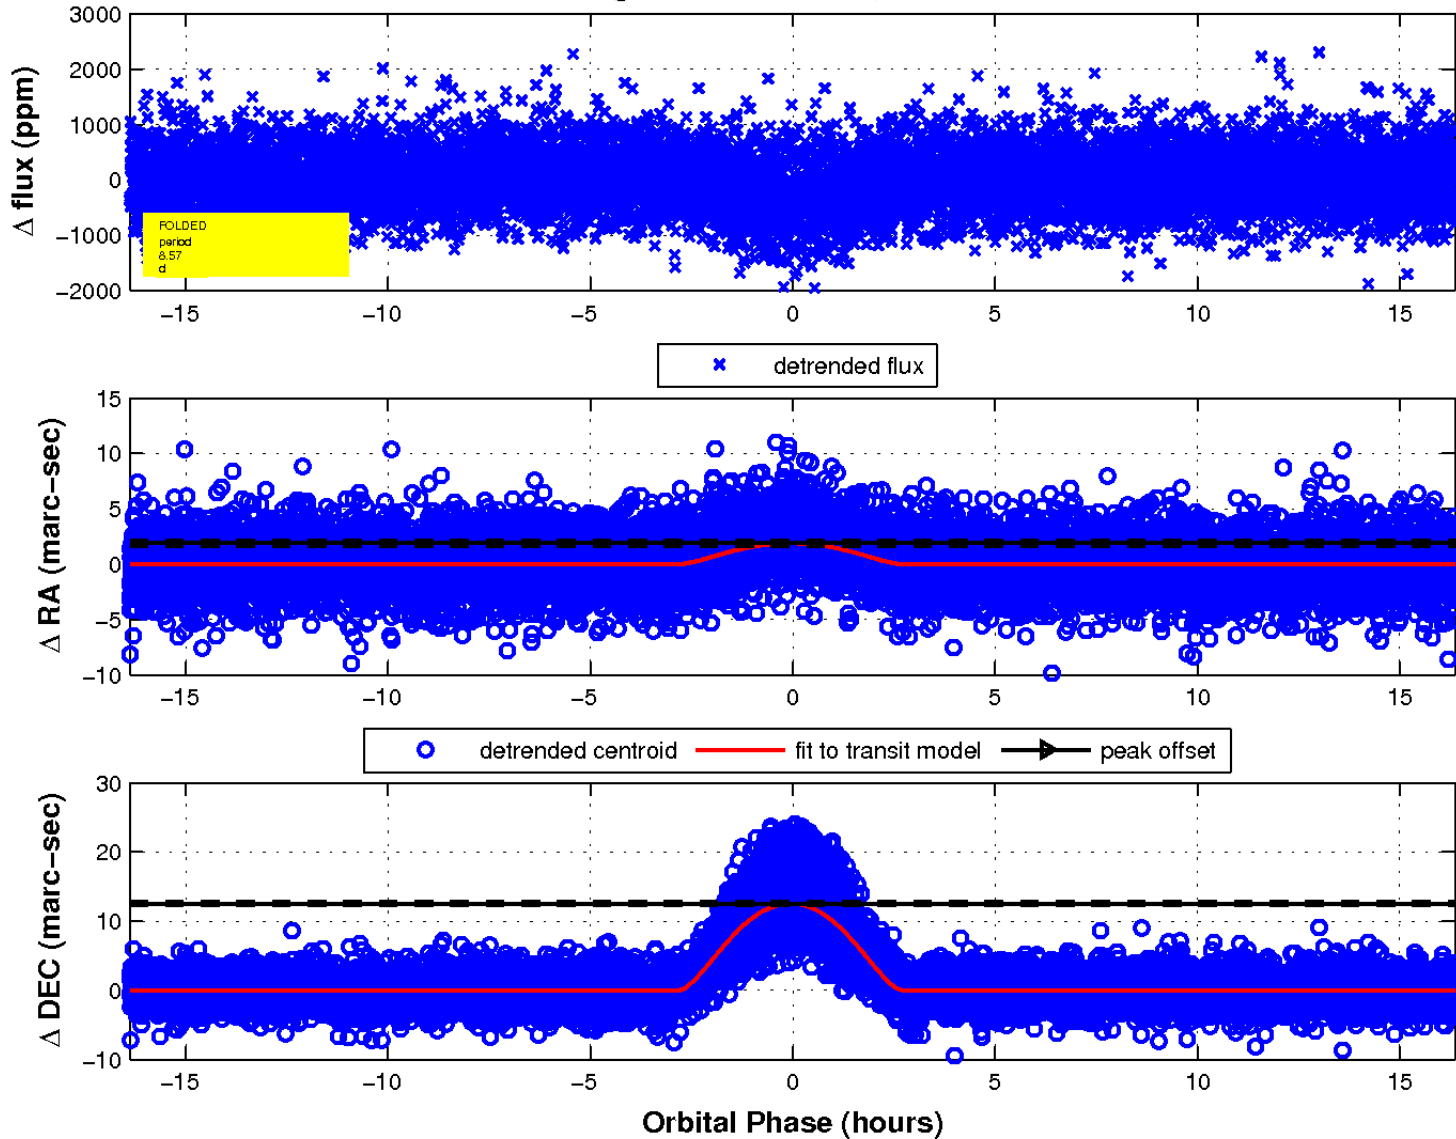 3000
2000
1000
0
−1000
−2000
Δ flux (ppm)
FOLDED
period
8.57
d
−15 −10 −5 0 5 10 15
detrended flux
15
10
5
0
−5
−10
Δ RA (marc−sec)
−15 −10 −5 0 5 10 15
detrended centroid fit to transit model peak offset
30
20
10
0
−10
Δ DEC (marc−sec)
−15 −10 −5 0 5 10 15
Orbital Phase (hours)